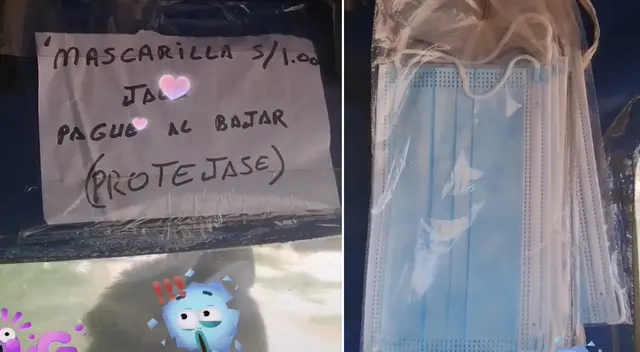 MASCARILLA S/1.00
PAGUE AL BAJAR
(PROTEJASE)